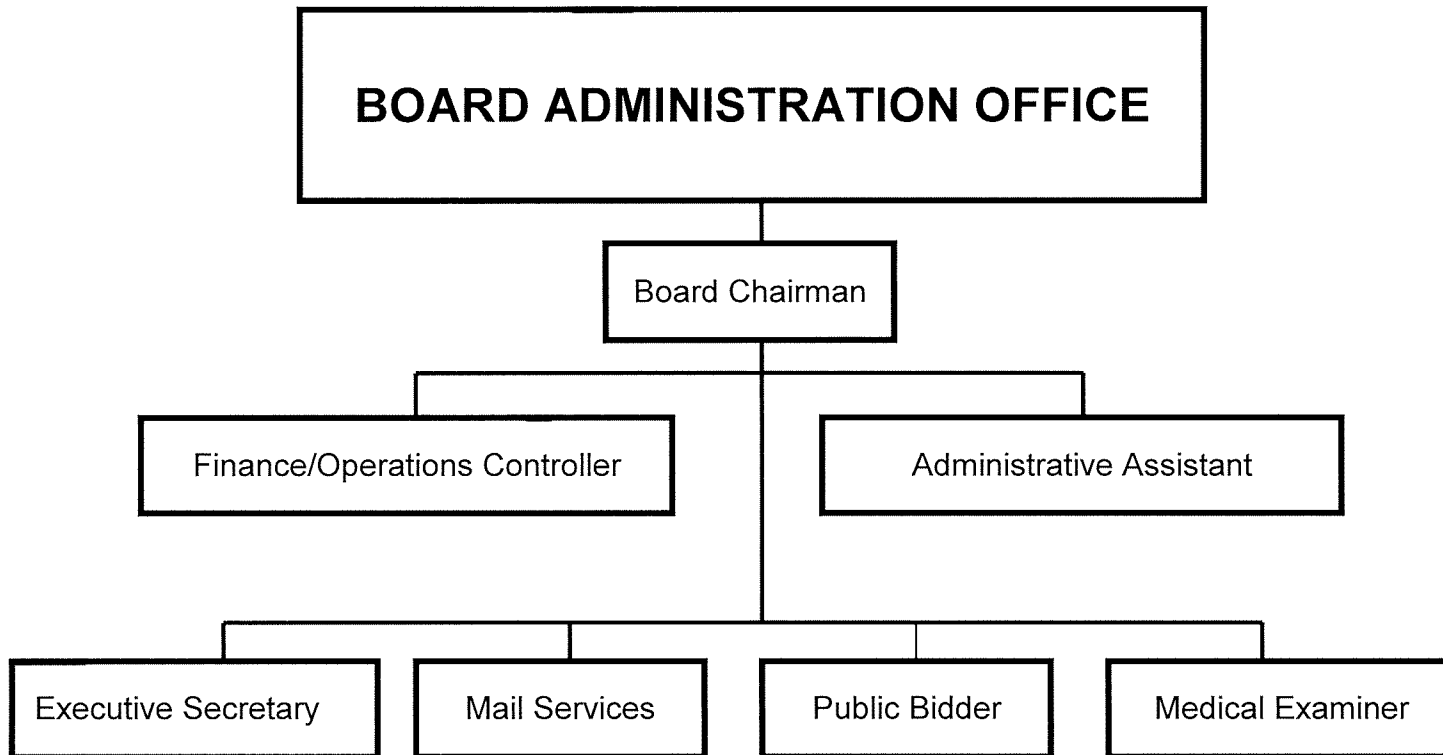 BOARD ADMINISTRATION OFFICE
Board Chairman
Finance/Operations Controller
Administrative Assistant
Executive Secretary
Mail Services
Public Bidder
Medical Examiner